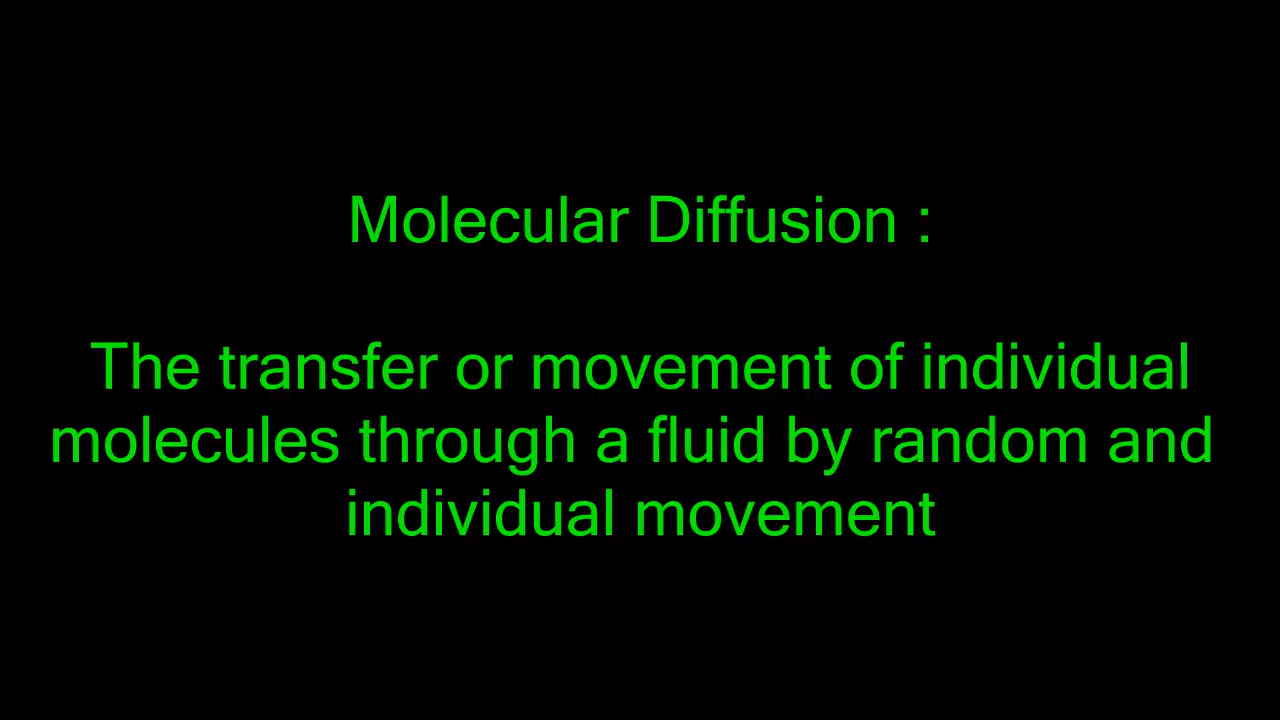 Molecular Diffusion :
The transfer or movement of individual
molecules through a fluid by random and
individual movement